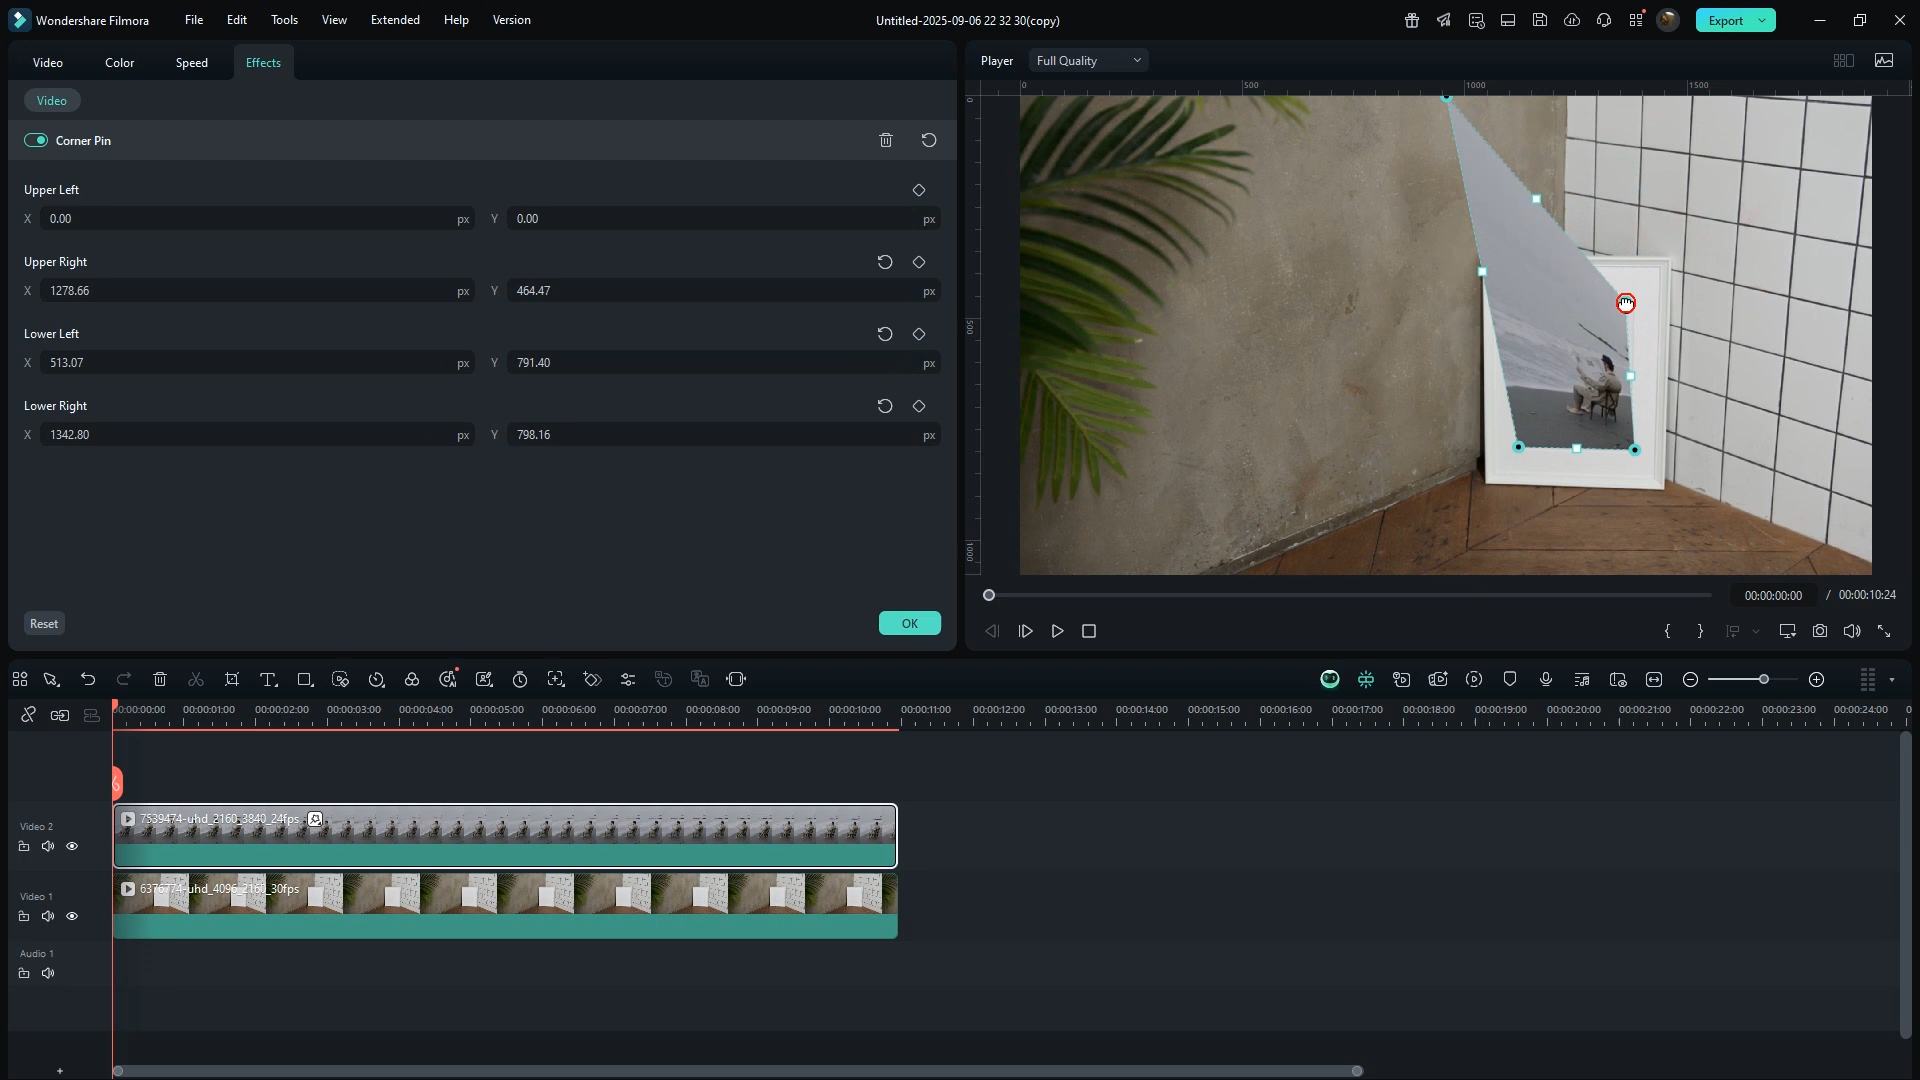 Wondershare Filmora
File
Edit
Tools
View
Extended
Help
Version
Untitled-2025-09-06 22 32 30(copy)
Export
Video
Color
Speed
Effects
Player
Full Quality
Video
0
500
1000
1500
Corner Pin
0
Upper Left
X
0.00
px
Y
0.00
px
Upper Right
X
1278.66
px
Y
464.47
px
500
Lower Left
X
513.07
px
Y
791.40
px
Lower Right
X
1342.80
px
Y
798.16
px
1000
00:00:00:00
/
00:00:10:24
Reset
OK
00:00:00:00
00:00:01:00
00:00:02:00
00:00:03:00
00:00:04:00
00:00:05:00
00:00:06:00
00:00:07:00
00:00:08:00
00:00:09:00
00:00:10:00
00:00:11:00
00:00:12:00
00:00:13:00
00:00:14:00
00:00:15:00
00:00:16:00
00:00:17:00
00:00:18:00
00:00:19:00
00:00:20:00
00:00:21:00
00:00:22:00
00:00:23:00
00:00:24:00
0
7539474-uhd_2160_3840_24fps
Video 2
6376774-uhd_4096_2160_30fps
Video 1
Audio 1